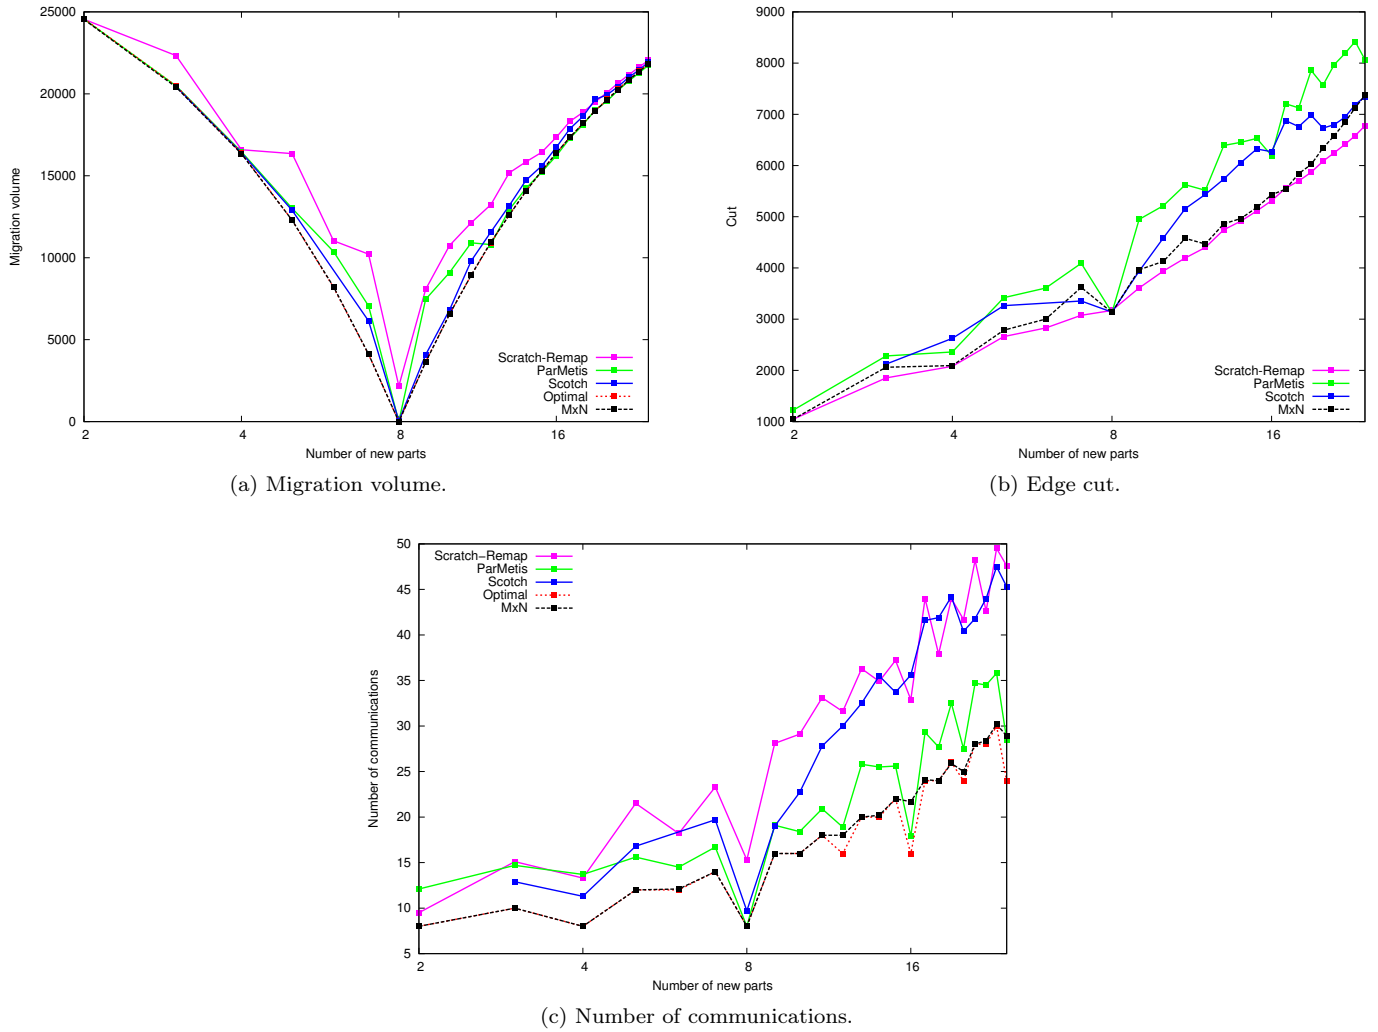 25000
20000
15000
10000
5000
0
Migration volume
2
4
8
16
Number of new parts
Scratch-Remap
ParMetis
Scotch
Optimal
MxN
(a) Migration volume.
9000
8000
7000
6000
5000
4000
3000
2000
1000
Cut
2
4
8
16
Number of new parts
Scratch-Remap
ParMetis
Scotch
MxN
(b) Edge cut.
50
45
40
35
30
25
20
15
10
5
Number of communications
2
4
8
16
Number of new parts
Scratch−Remap
ParMetis
Scotch
Optimal
MxN
(c) Number of communications.